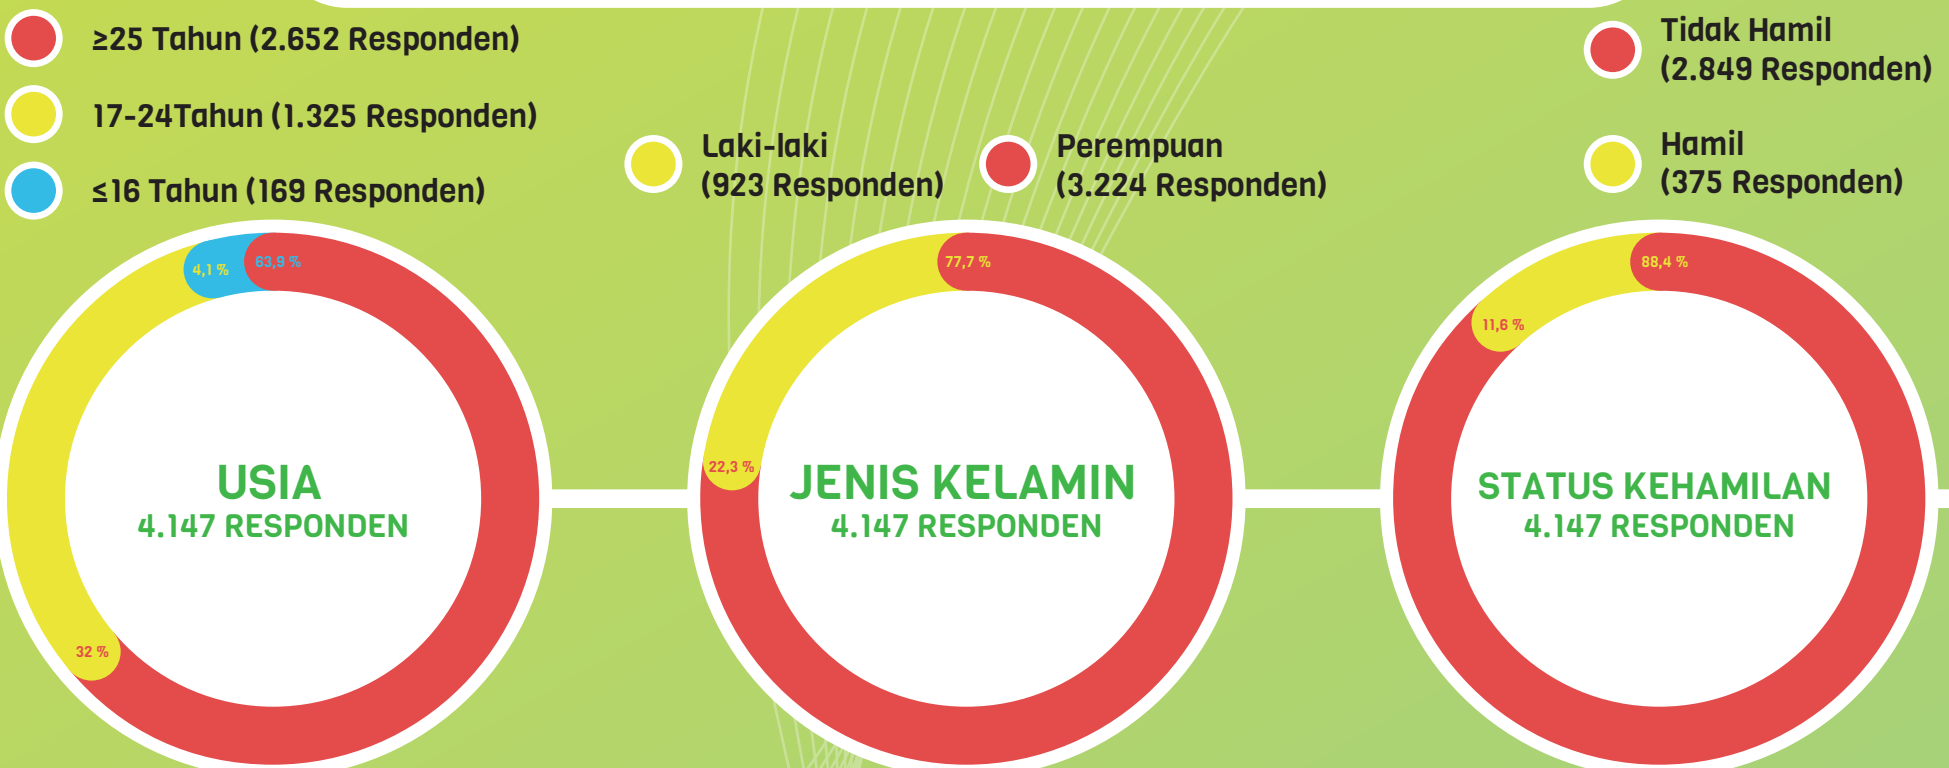 ≥25 Tahun (2.652 Responden)
17-24Tahun (1.325 Responden)
≤16 Tahun (169 Responden)
4,1 %
63,9 %
32 %
USIA
4.147 RESPONDEN
Laki-laki
(923 Responden)
Perempuan
(3.224 Responden)
77,7 %
22,3 %
JENIS KELAMIN
4.147 RESPONDEN
Tidak Hamil
(2.849 Responden)
Hamil
(375 Responden)
88,4 %
11,6 %
STATUS KEHAMILAN
4.147 RESPONDEN